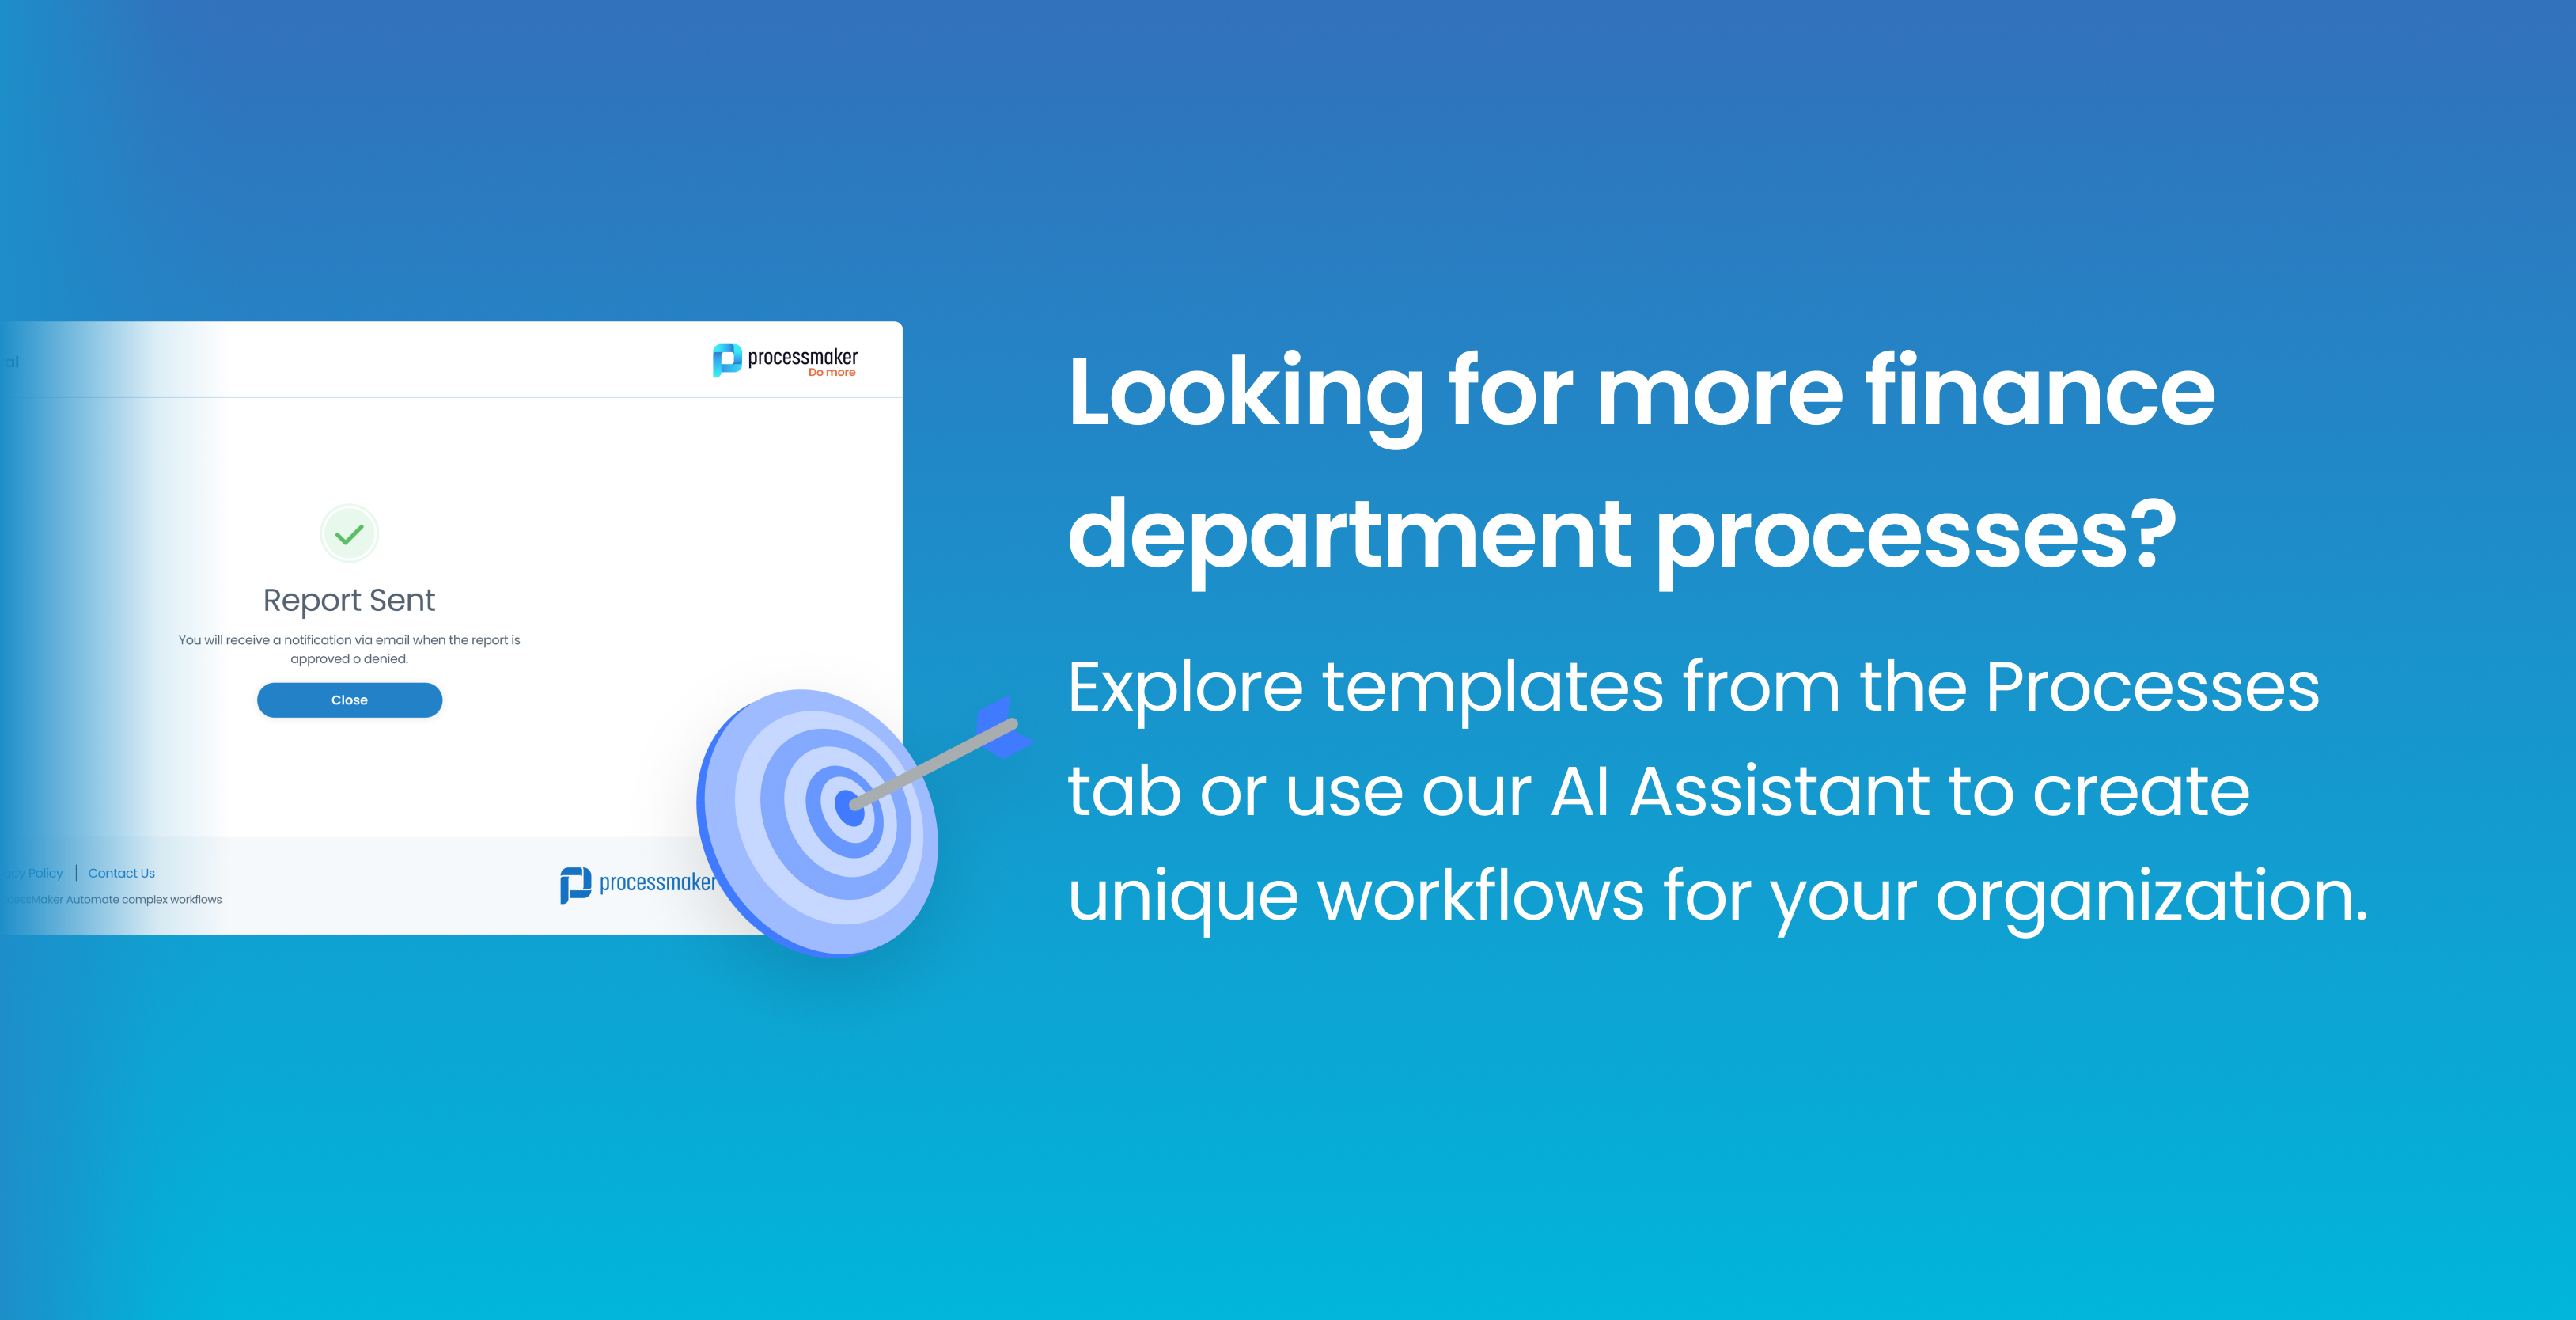 processmaker
Do more
Report Sent
You will receive a notification via email when the report is
approved o denied.
Close
Policy | Contact Us
Automate complex workflows
processmaker
Looking for more finance
department processes?
Explore templates from the Processes
tab or use our AI Assistant to create
unique workflows for your organization.